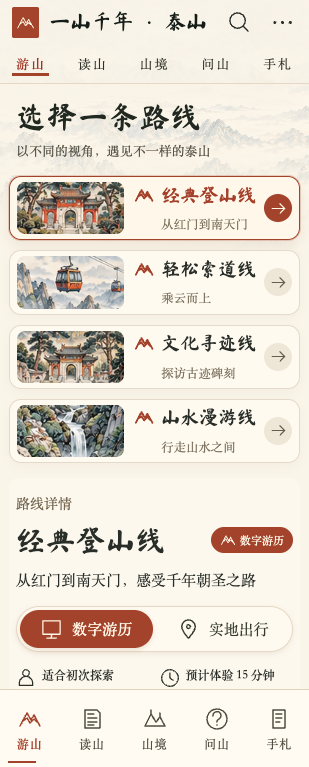 一山千年 · 泰山
游山 读山 山境 问山 手札
选择一条路线
以不同的视角，遇见不一样的泰山
经典登山线
从红门到南天门
轻松索道线
乘云而上
文化寻迹线
探访古迹碑刻
山水漫游线
行走山水之间
路线详情
经典登山线
数字游历
从红门到南天门，感受千年朝圣之路
数字游历 实地出行
适合初次探索 预计体验 15 分钟
游山 读山 山境 问山 手札